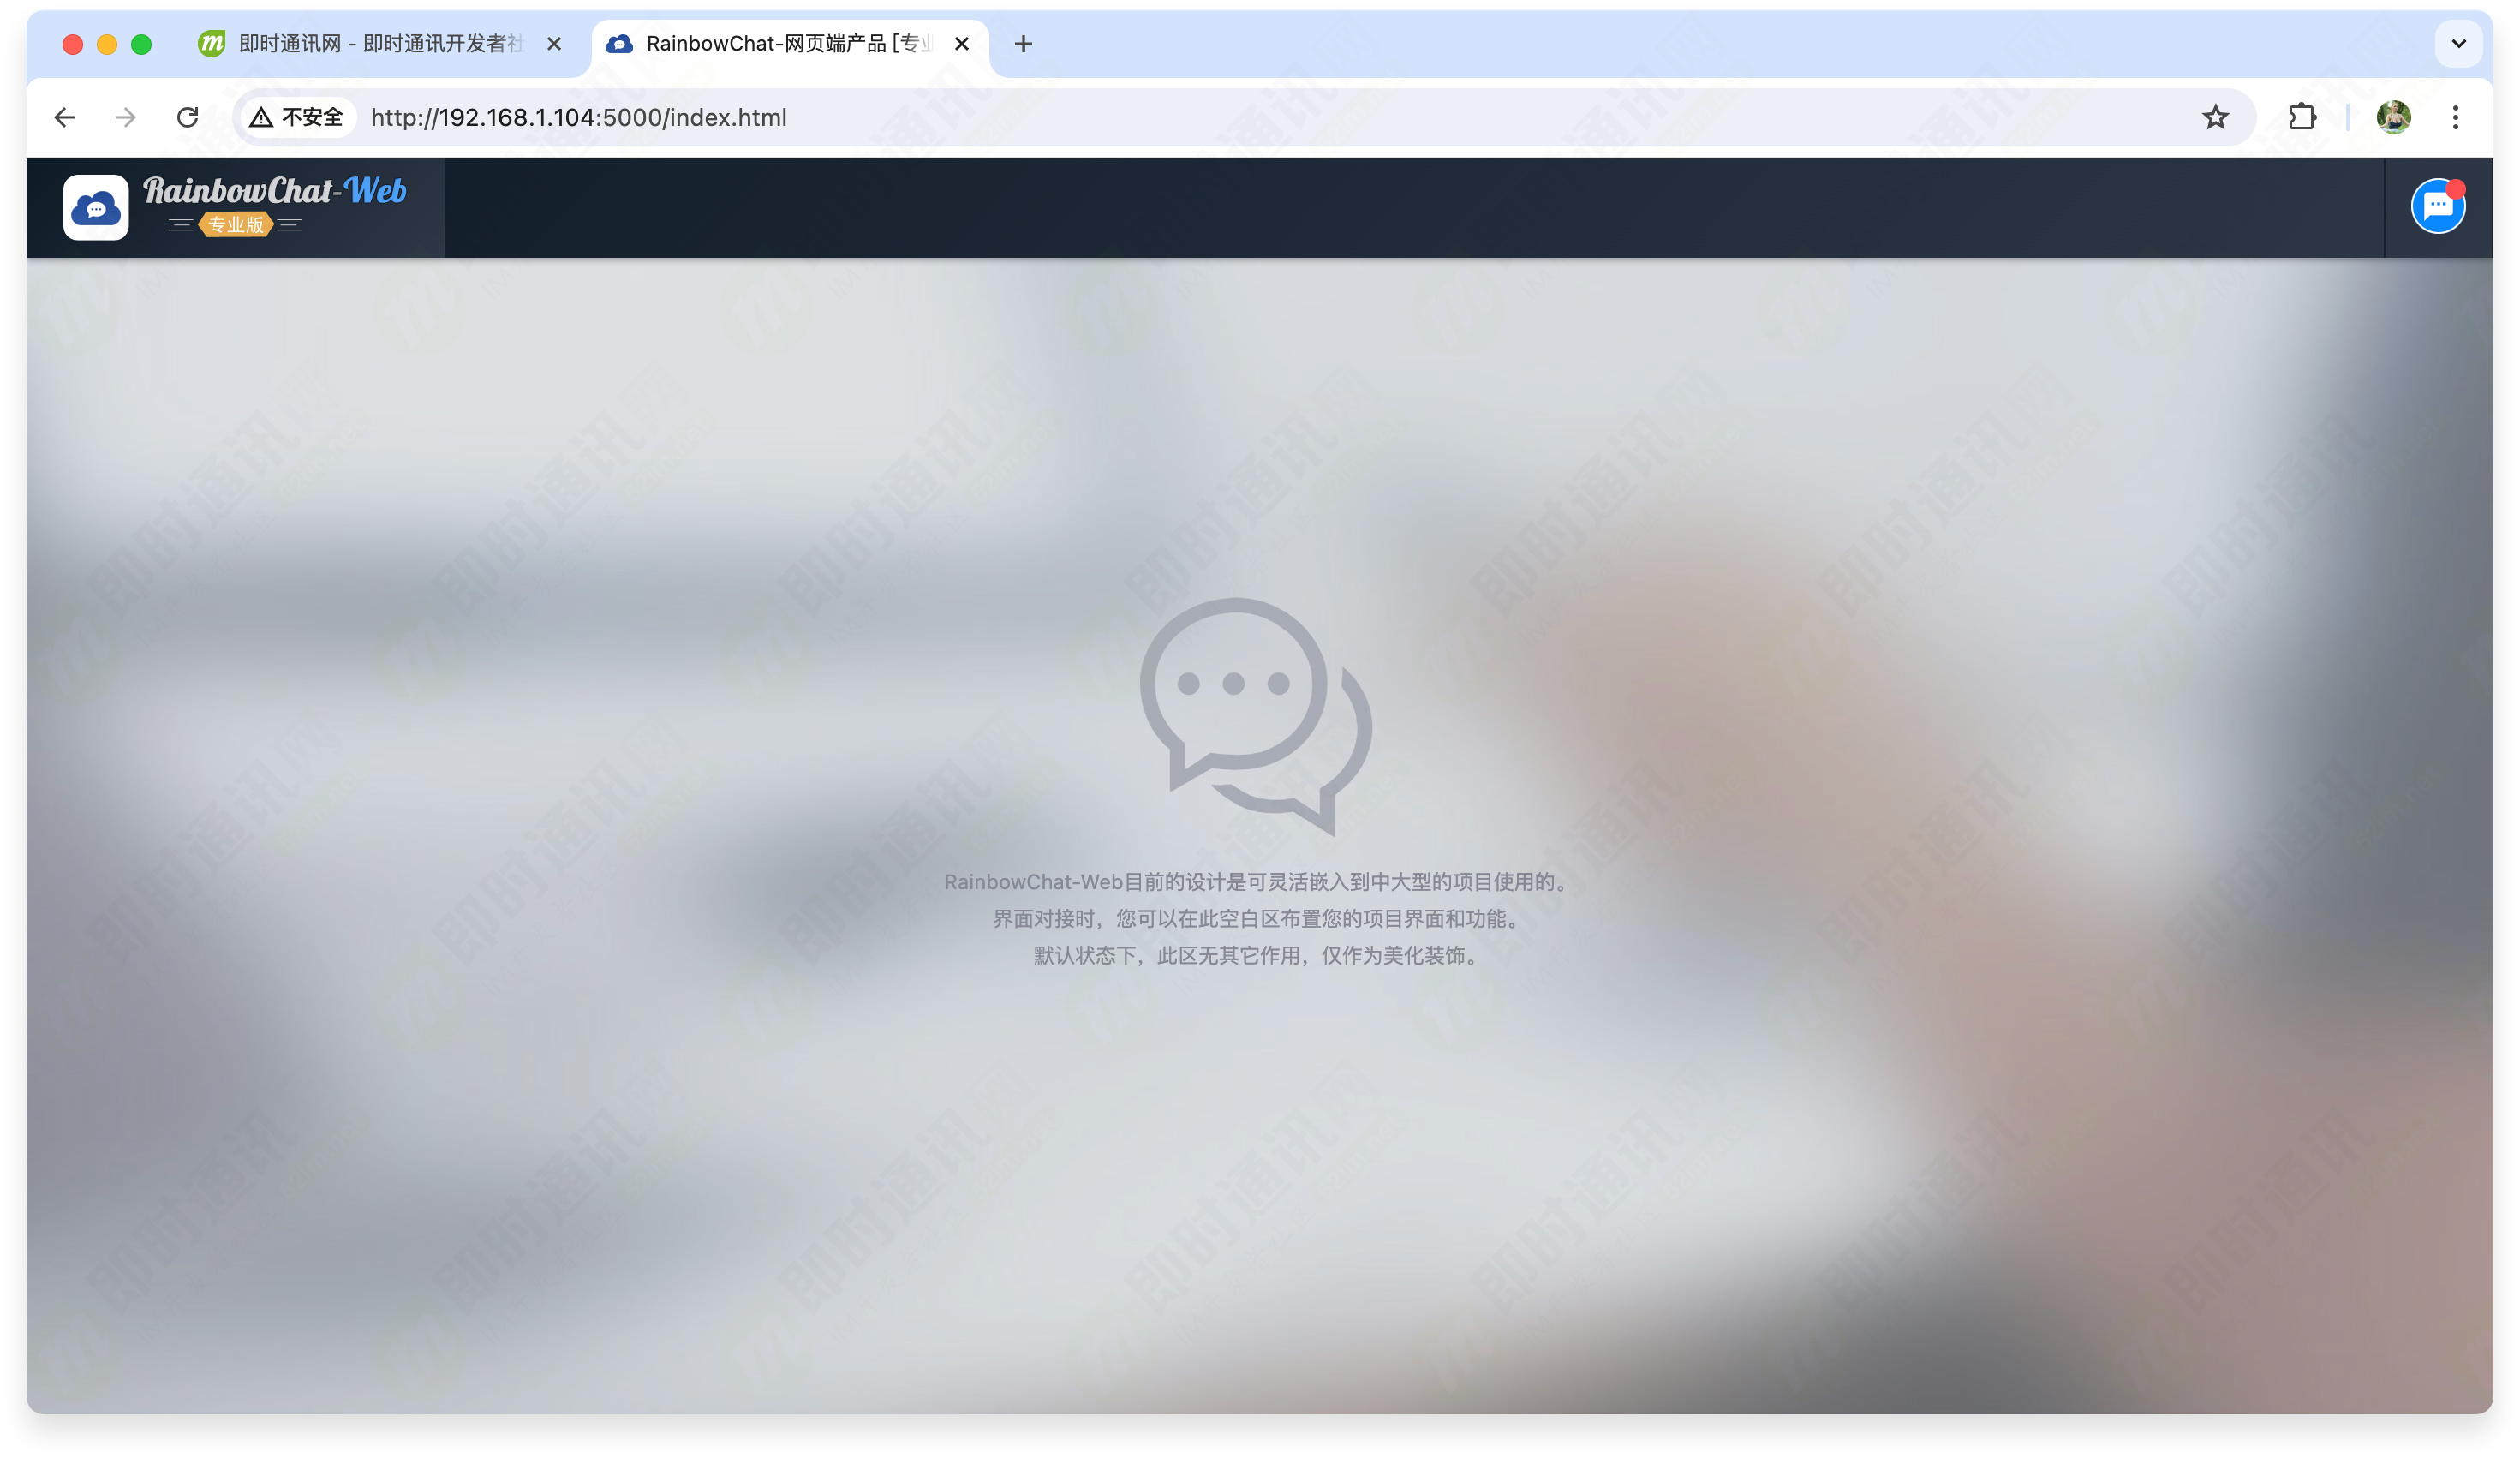 即时通讯网 - 即时通讯开发者社
RainbowChat-网页端产品 [专业
不安全
http://192.168.1.104:5000/index.html
RainbowChat-Web
专业版
RainbowChat-Web目前的设计是可灵活嵌入到中大型的项目使用的。
界面对接时，您可以在此空白区布置您的项目界面和功能。
默认状态下，此区无其它作用，仅作为美化装饰。
即时通讯网